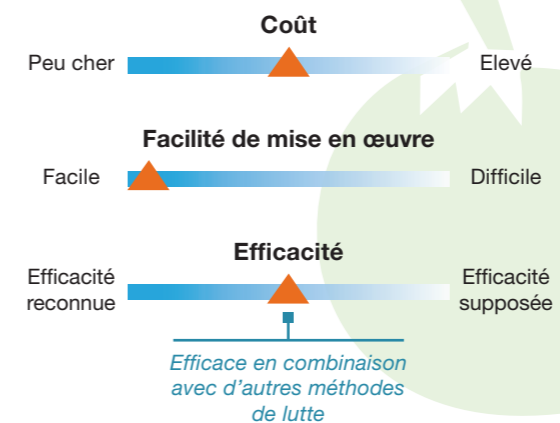 Coût
Peu cher
Elevé
Facilité de mise en œuvre
Facile
Difficile
Efficacité
Efficacité
reconnue
Efficacité
supposée
Efficace en combinaison
avec d’autres méthodes
de lutte